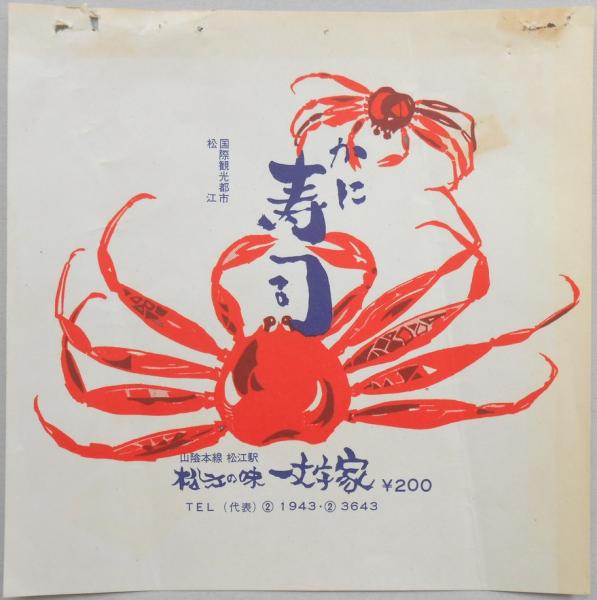 国際観光都市
松江
かに
寿司
山陰本線 松江駅
松江の味 一文字家 ¥200
TEL (代表) ② 1943・② 3643